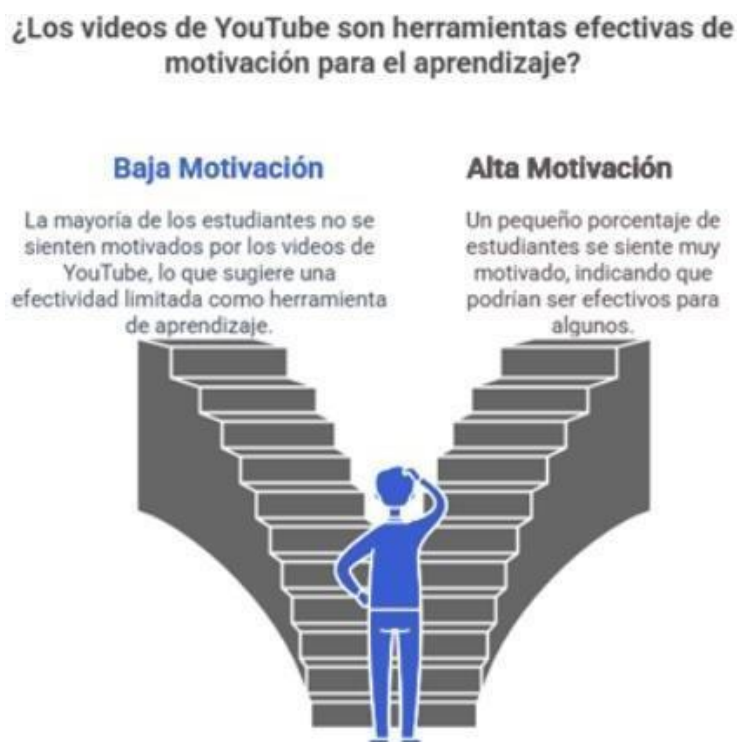 ¿Los videos de YouTube son herramientas efectivas de
motivación para el aprendizaje?
Baja Motivación
La mayoría de los estudiantes no se
sienten motivados por los videos de
YouTube, lo que sugiere una
efectividad limitada como herramienta
de aprendizaje.
Alta Motivación
Un pequeño porcentaje de
estudiantes se siente muy
motivado, indicando que
podrían ser efectivos para
algunos.